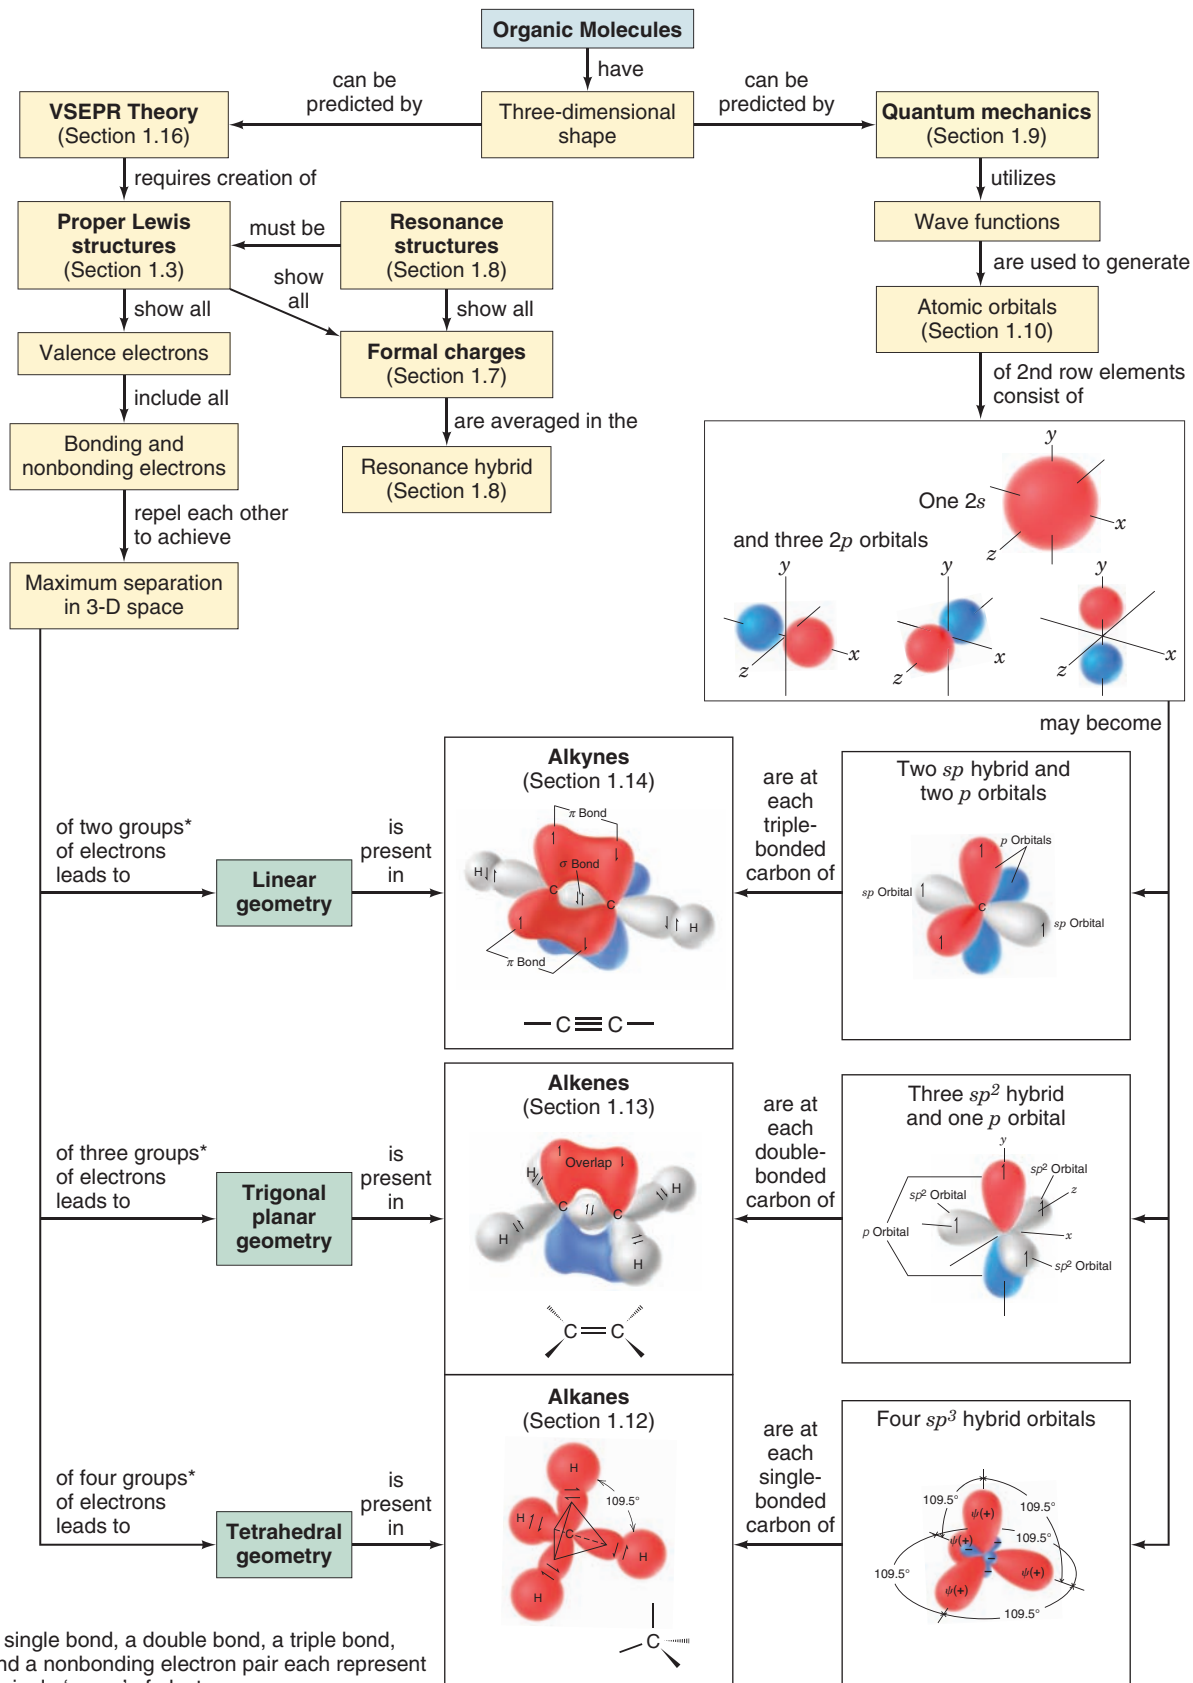 Organic Molecules
have
can be
predicted by
can be
predicted by
VSEPR Theory
(Section 1.16)
Three-dimensional
shape
Quantum mechanics
(Section 1.9)
requires creation of
utilizes
Proper Lewis
structures
(Section 1.3)
must be
Resonance
structures
(Section 1.8)
Wave functions
show
all
are used to generate
show all
show all
Atomic orbitals
(Section 1.10)
Valence electrons
Formal charges
(Section 1.7)
of 2nd row elements
consist of
include all
are averaged in the
Bonding and
nonbonding electrons
Resonance hybrid
(Section 1.8)
repel each other
to achieve
Maximum separation
in 3-D space
y
One 2s
x
z
and three 2p orbitals
y
x
z
y
x
z
y
x
z
may become
Alkynes
(Section 1.14)
π Bond
σ Bond
H
C
C
H
π Bond
C≡C
are at
each
triple-
bonded
carbon of
Two sp hybrid and
two p orbitals
p Orbitals
sp Orbital
C
sp Orbital
of two groups*
of electrons
leads to
Linear
geometry
is
present
in
Alkenes
(Section 1.13)
Overlap
H
H
C
C
H
H
C=C
are at
each
double-
bonded
carbon of
Three sp² hybrid
and one p orbital
y
sp² Orbital
sp² Orbital
z
p Orbital
x
sp² Orbital
of three groups*
of electrons
leads to
Trigonal
planar
geometry
is
present
in
Alkanes
(Section 1.12)
H
109.5°
H
C
H
H
C
are at
each
single-
bonded
carbon of
Four sp³ hybrid orbitals
109.5°
109.5°
ψ(+)
109.5°
ψ(+)
109.5°
ψ(+)
ψ(+)
109.5°
of four groups*
of electrons
leads to
Tetrahedral
geometry
is
present
in
single bond, a double bond, a triple bond,
nd a nonbonding electron pair each represent